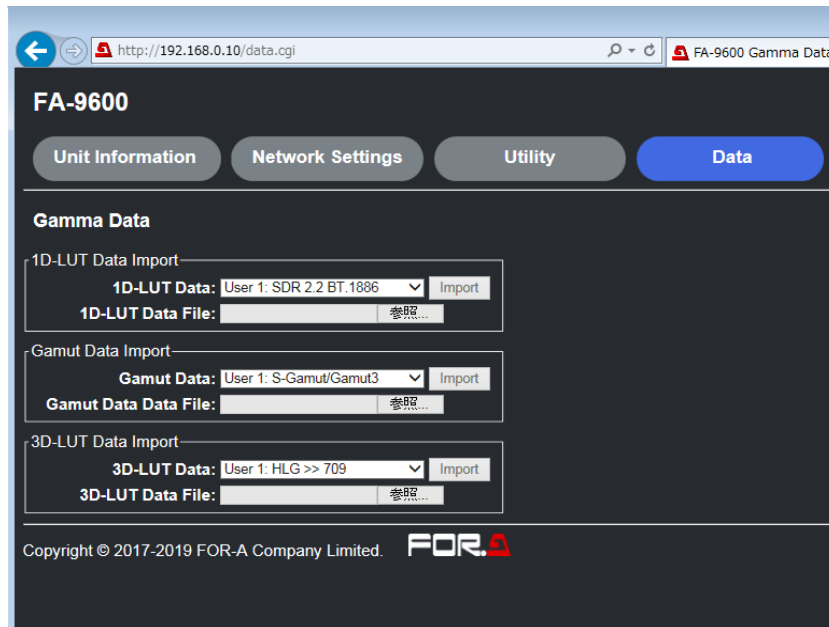 http://192.168.0.10/data.cgi
FA-9600 Gamma Data
FA-9600
Unit Information Network Settings Utility Data
Gamma Data
1D-LUT Data Import
1D-LUT Data: User 1: SDR 2.2 BT.1886 Import
1D-LUT Data File: 参照...
Gamut Data Import
Gamut Data: User 1: S-Gamut/Gamut3 Import
Gamut Data Data File: 参照...
3D-LUT Data Import
3D-LUT Data: User 1: HLG >> 709 Import
3D-LUT Data File: 参照...
Copyright © 2017-2019 FOR-A Company Limited. FOR.A